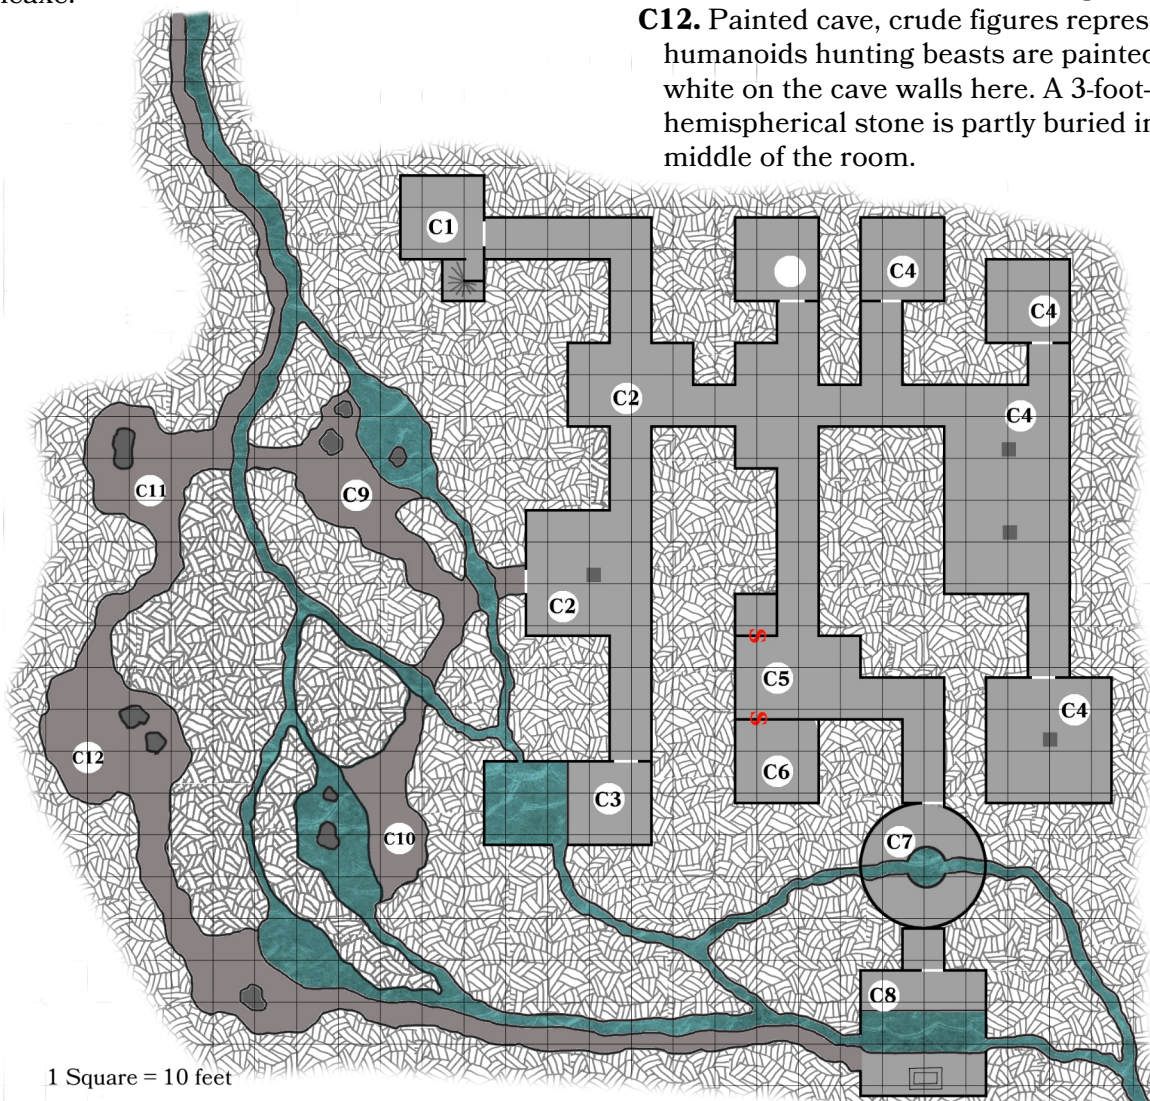 C12. Painted cave, crude figures repres
humanoids hunting beasts are painted
white on the cave walls here. A 3-foot-
hemispherical stone is partly buried in
middle of the room.
C1
C4
C4
C2
C4
C11
C9
C2
C5
C4
C12
C6
C3
C10
C7
C8
S
S
1 Square = 10 feet